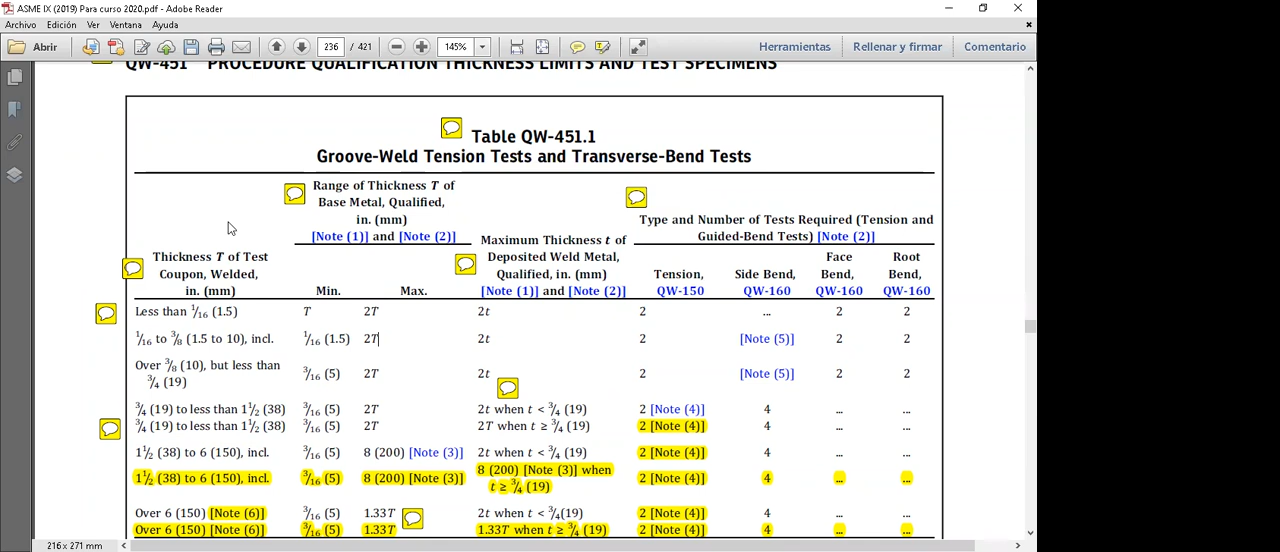 ASME IX (2019) Para curso 2020.pdf - Adobe Reader
Archivo Edición Ver Ventana Ayuda
Abrir 236 / 421 145% Herramientas Rellenar y firmar Comentario
QW-451 PROCEDURE QUALIFICATION THICKNESS LIMITS AND TEST SPECIMENS
Table QW-451.1
Groove-Weld Tension Tests and Transverse-Bend Tests
Range of Thickness T of
Base Metal, Qualified,
in. (mm)
[Note (1)] and [Note (2)]
Type and Number of Tests Required (Tension and
Guided-Bend Tests) [Note (2)]
Thickness T of Test
Coupon, Welded,
in. (mm)
Min. Max.
Maximum Thickness t of
Deposited Weld Metal,
Qualified, in. (mm)
[Note (1)] and [Note (2)]
Tension,
QW-150
Side Bend,
QW-160
Face
Bend,
QW-160
Root
Bend,
QW-160
Less than 1/16 (1.5) T 2T 2t 2 ... 2 2
1/16 to 3/8 (1.5 to 10), incl. 1/16 (1.5) 2T 2t 2 [Note (5)] 2 2
Over 3/8 (10), but less than
3/4 (19) 3/16 (5) 2T 2t 2 [Note (5)] 2 2
3/4 (19) to less than 1 1/2 (38) 3/16 (5) 2T 2t when t < 3/4 (19) 2 [Note (4)] 4 ... ...
3/4 (19) to less than 1 1/2 (38) 3/16 (5) 2T 2T when t ≥ 3/4 (19) 2 [Note (4)] 4 ... ...
1 1/2 (38) to 6 (150), incl. 3/16 (5) 8 (200) [Note (3)] 2t when t < 3/4 (19) 2 [Note (4)] 4 ... ...
1 1/2 (38) to 6 (150), incl. 3/16 (5) 8 (200) [Note (3)] 8 (200) [Note (3)] when
t ≥ 3/4 (19) 2 [Note (4)] 4 ... ...
Over 6 (150) [Note (6)] 3/16 (5) 1.33T 2t when t < 3/4 (19) 2 [Note (4)] 4 ... ...
Over 6 (150) [Note (6)] 3/16 (5) 1.33T 1.33T when t ≥ 3/4 (19) 2 [Note (4)] 4 ... ...
216 x 271 mm